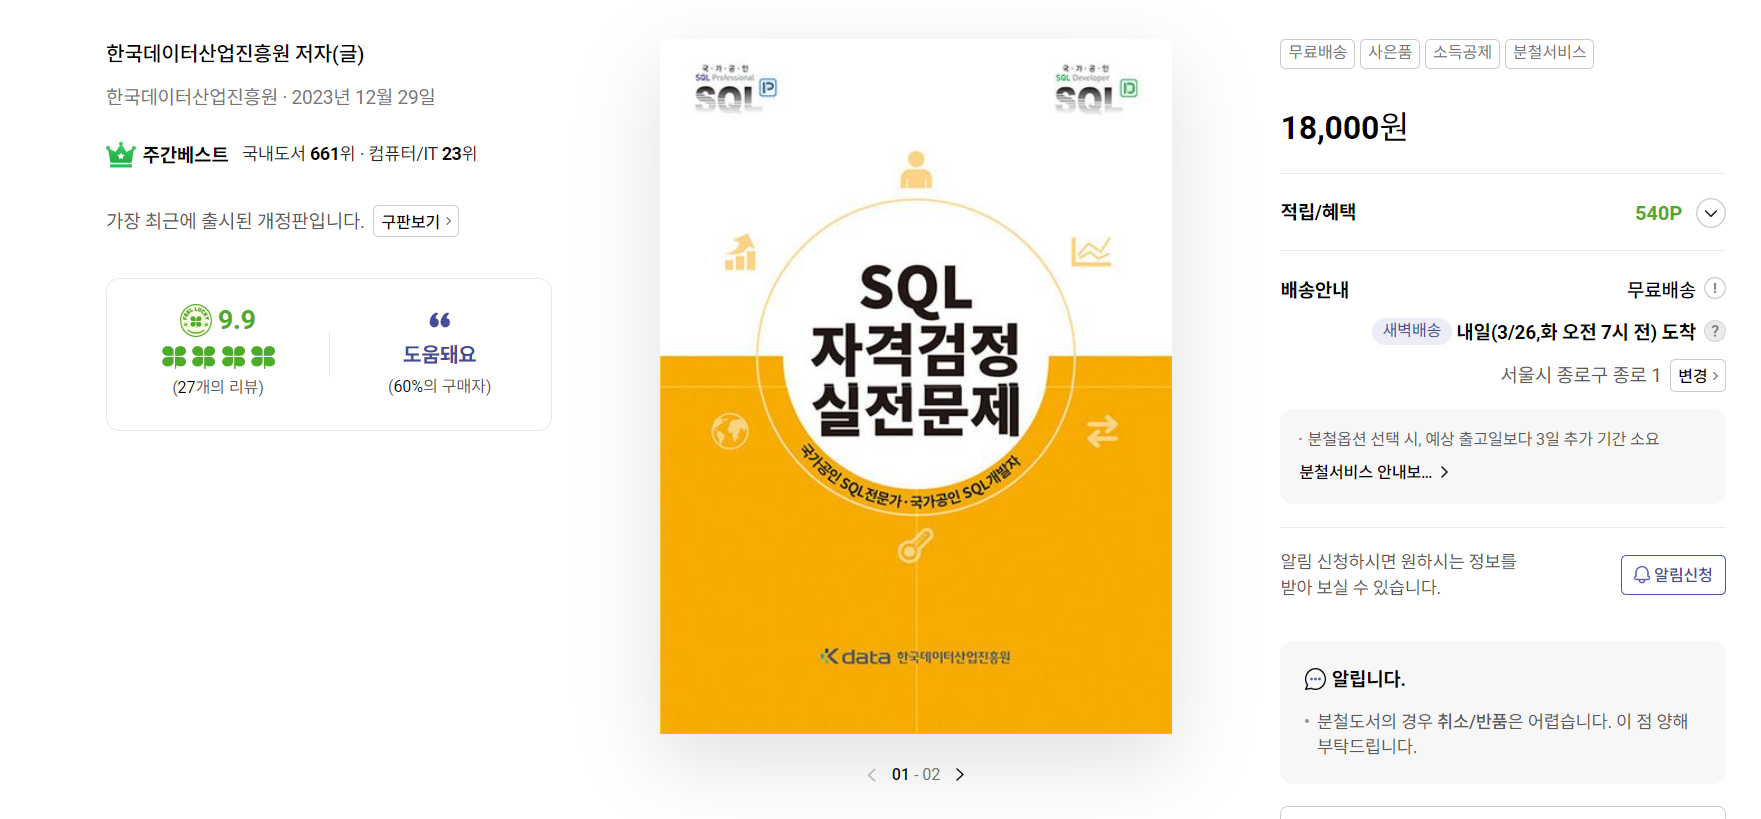 한국데이터산업진흥원 저자(글)
한국데이터산업진흥원 · 2023년 12월 29일
주간베스트 국내도서 661위 · 컴퓨터/IT 23위
가장 최근에 출시된 개정판입니다. 구판보기 >
FEEL LUCKY
9.9
(27개의 리뷰)
도움돼요
(60%의 구매자)
국·가·공·인
SQL Professional
SQL P
국·가·공·인
SQL Developer
SQL D
SQL
자격검정
실전문제
국가공인 SQL전문가 · 국가공인 SQL개발자
Kdata 한국데이터산업진흥원
01 - 02
무료배송 사은품 소득공제 분철서비스
18,000원
적립/혜택 540P
배송안내 무료배송 !
새벽배송 내일(3/26,화 오전 7시 전) 도착 ?
서울시 종로구 종로 1 변경 >
· 분철옵션 선택 시, 예상 출고일보다 3일 추가 기간 소요
분철서비스 안내보... >
알림 신청하시면 원하시는 정보를
받아 보실 수 있습니다.
알림신청
알립니다.
• 분철도서의 경우 취소/반품은 어렵습니다. 이 점 양해
부탁드립니다.